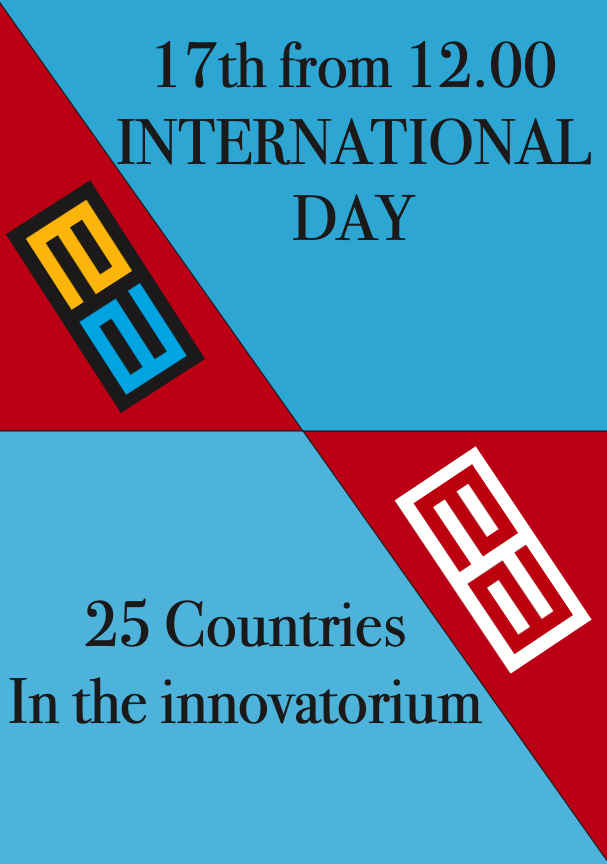 17th from 12.00
INTERNATIONAL
DAY
25 Countries
In the innovatorium